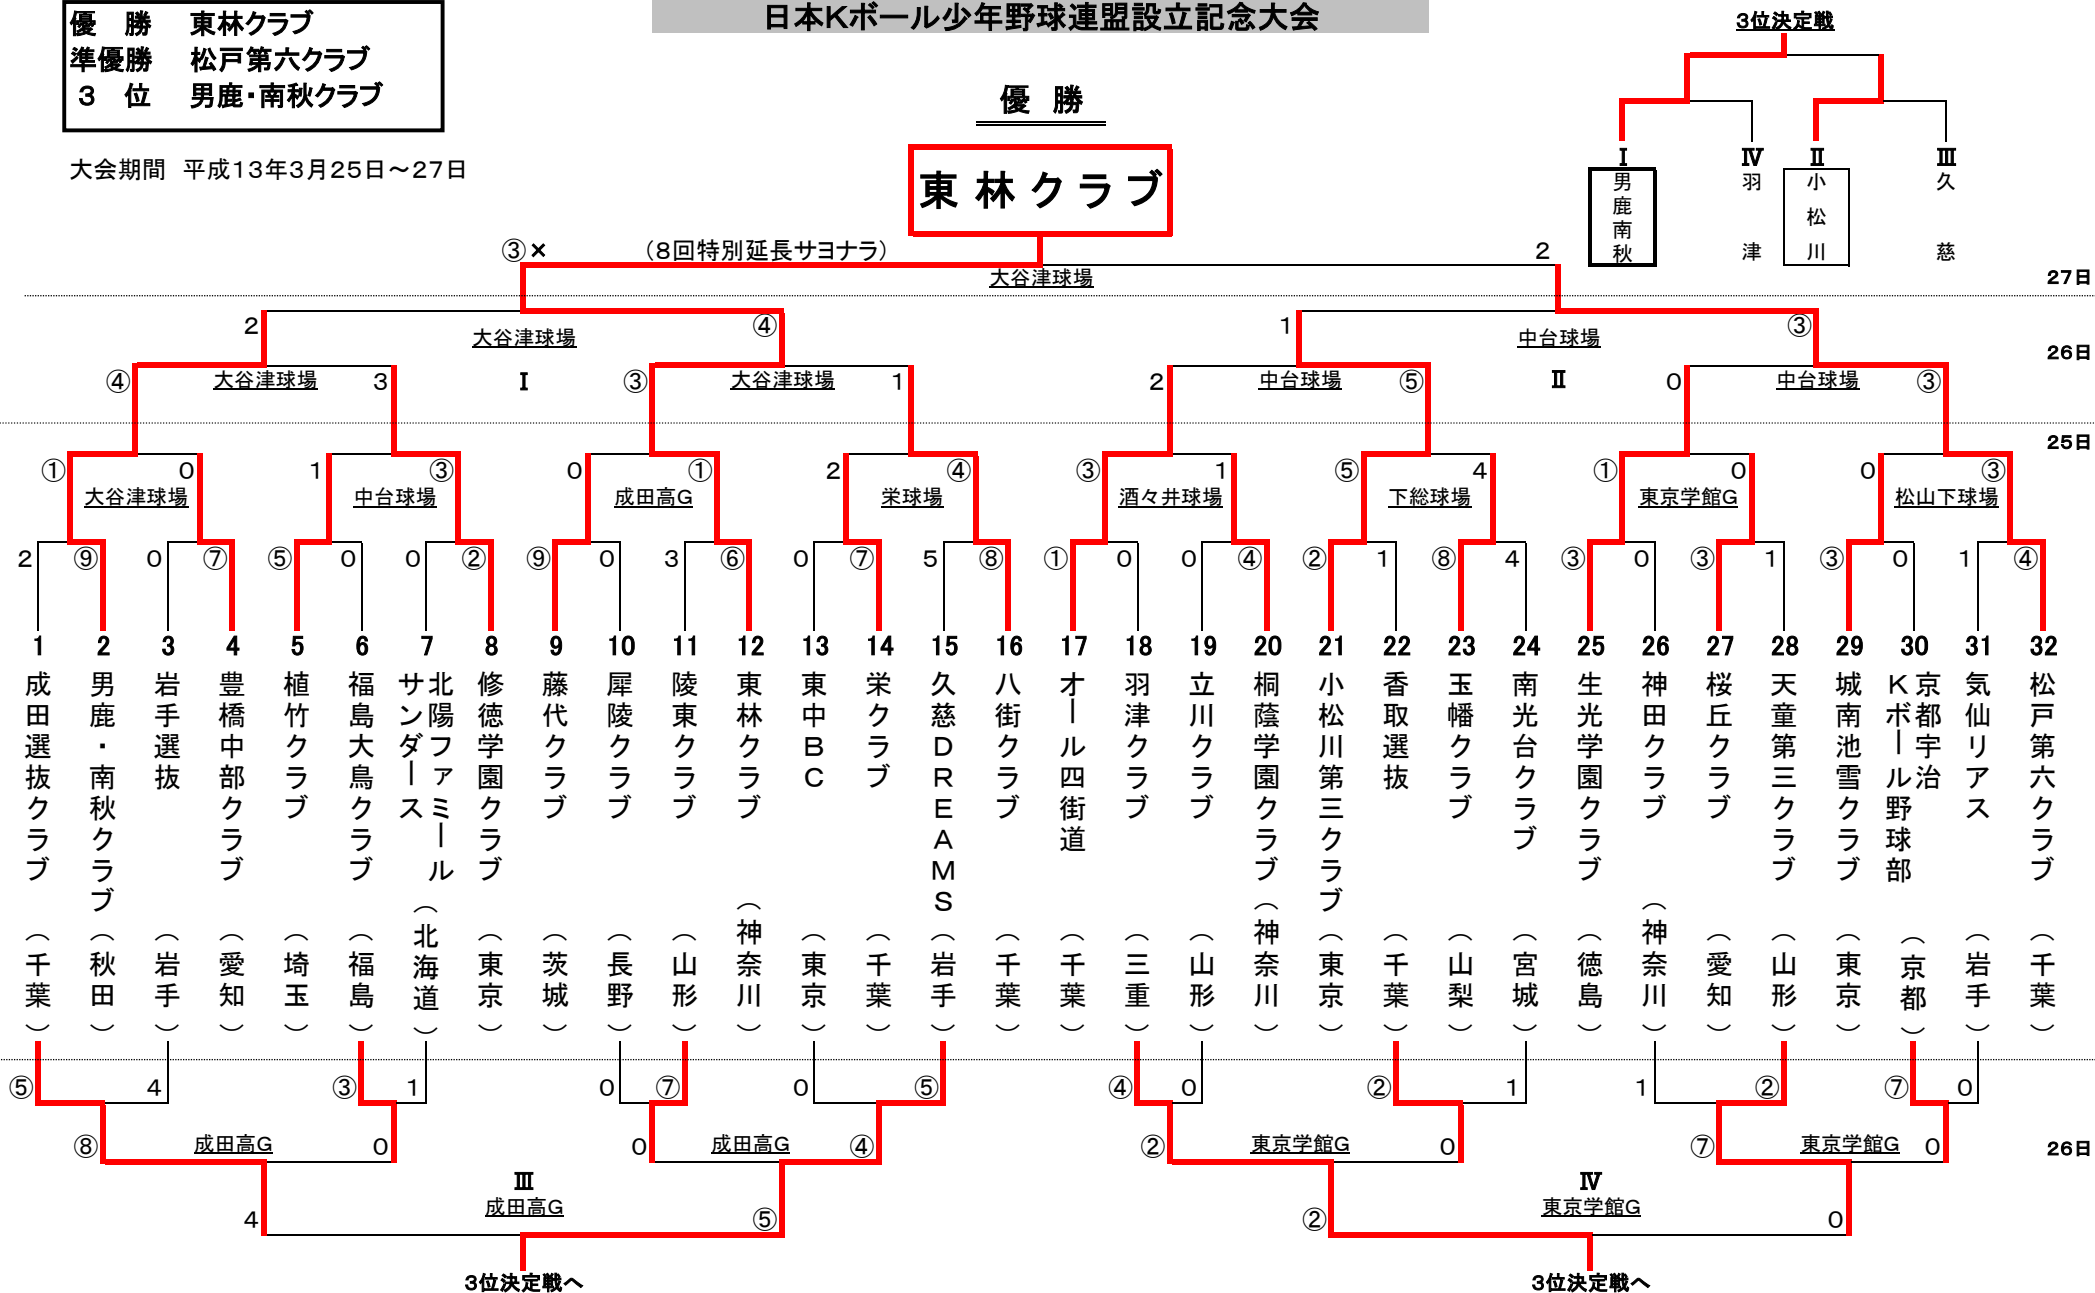 日本Kボール少年野球連盟設立記念大会
優　勝　東林クラブ
準優勝　松戸第六クラブ
３　位　男鹿・南秋クラブ
大会期間　平成13年3月25日～27日
優　勝
東林クラブ
3位決定戦
Ⅰ Ⅳ Ⅱ Ⅲ
男鹿南秋
羽津
小松川
久慈
③× （8回特別延長サヨナラ） 2
大谷津球場
27日
2 ④ 1 ③
大谷津球場 中台球場
26日
④ 大谷津球場 3 Ⅰ ③ 大谷津球場 1 2 中台球場 ⑤ Ⅱ 0 中台球場 ③
25日
① 0 1 ③ 0 ① 2 ④ ③ 1 ⑤ 4 ① 0 0 ③
大谷津球場 中台球場 成田高G 栄球場 酒々井球場 下総球場 東京学館G 松山下球場
2 ⑨ 0 ⑦ ⑤ 0 0 ② ⑨ 0 3 ⑥ 0 ⑦ 5 ⑧ ① 0 0 ④ ② 1 ⑧ 4 ③ 0 ③ 1 ③ 0 1 ④
1 2 3 4 5 6 7 8 9 10 11 12 13 14 15 16 17 18 19 20 21 22 23 24 25 26 27 28 29 30 31 32
成田選抜クラブ（千葉）
男鹿・南秋クラブ（秋田）
岩手選抜（岩手）
豊橋中部クラブ（愛知）
植竹クラブ（埼玉）
福島大鳥クラブ（福島）
北陽ファミール
サンダース（北海道）
修徳学園クラブ（東京）
藤代クラブ（茨城）
犀陵クラブ（長野）
陵東クラブ（山形）
東林クラブ（神奈川）
東中BC（東京）
栄クラブ（千葉）
久慈DREAMS（岩手）
八街クラブ（千葉）
オール四街道（千葉）
羽津クラブ（三重）
立川クラブ（山形）
桐蔭学園クラブ（神奈川）
小松川第三クラブ（東京）
香取選抜（千葉）
玉幡クラブ（山梨）
南光台クラブ（宮城）
生光学園クラブ（徳島）
神田クラブ（神奈川）
桜丘クラブ（愛知）
天童第三クラブ（山形）
城南池雪クラブ（東京）
京都宇治
Kボール野球部（京都）
気仙リアス（岩手）
松戸第六クラブ（千葉）
⑤ 4 ③ 1 0 ⑦ 0 ⑤ ④ 0 ② 1 1 ② ⑦ 0
⑧ 成田高G 0 0 成田高G ④ ② 東京学館G 0 ⑦ 東京学館G 0
26日
Ⅲ Ⅳ
成田高G 東京学館G
4 ⑤ ② 0
3位決定戦へ 3位決定戦へ